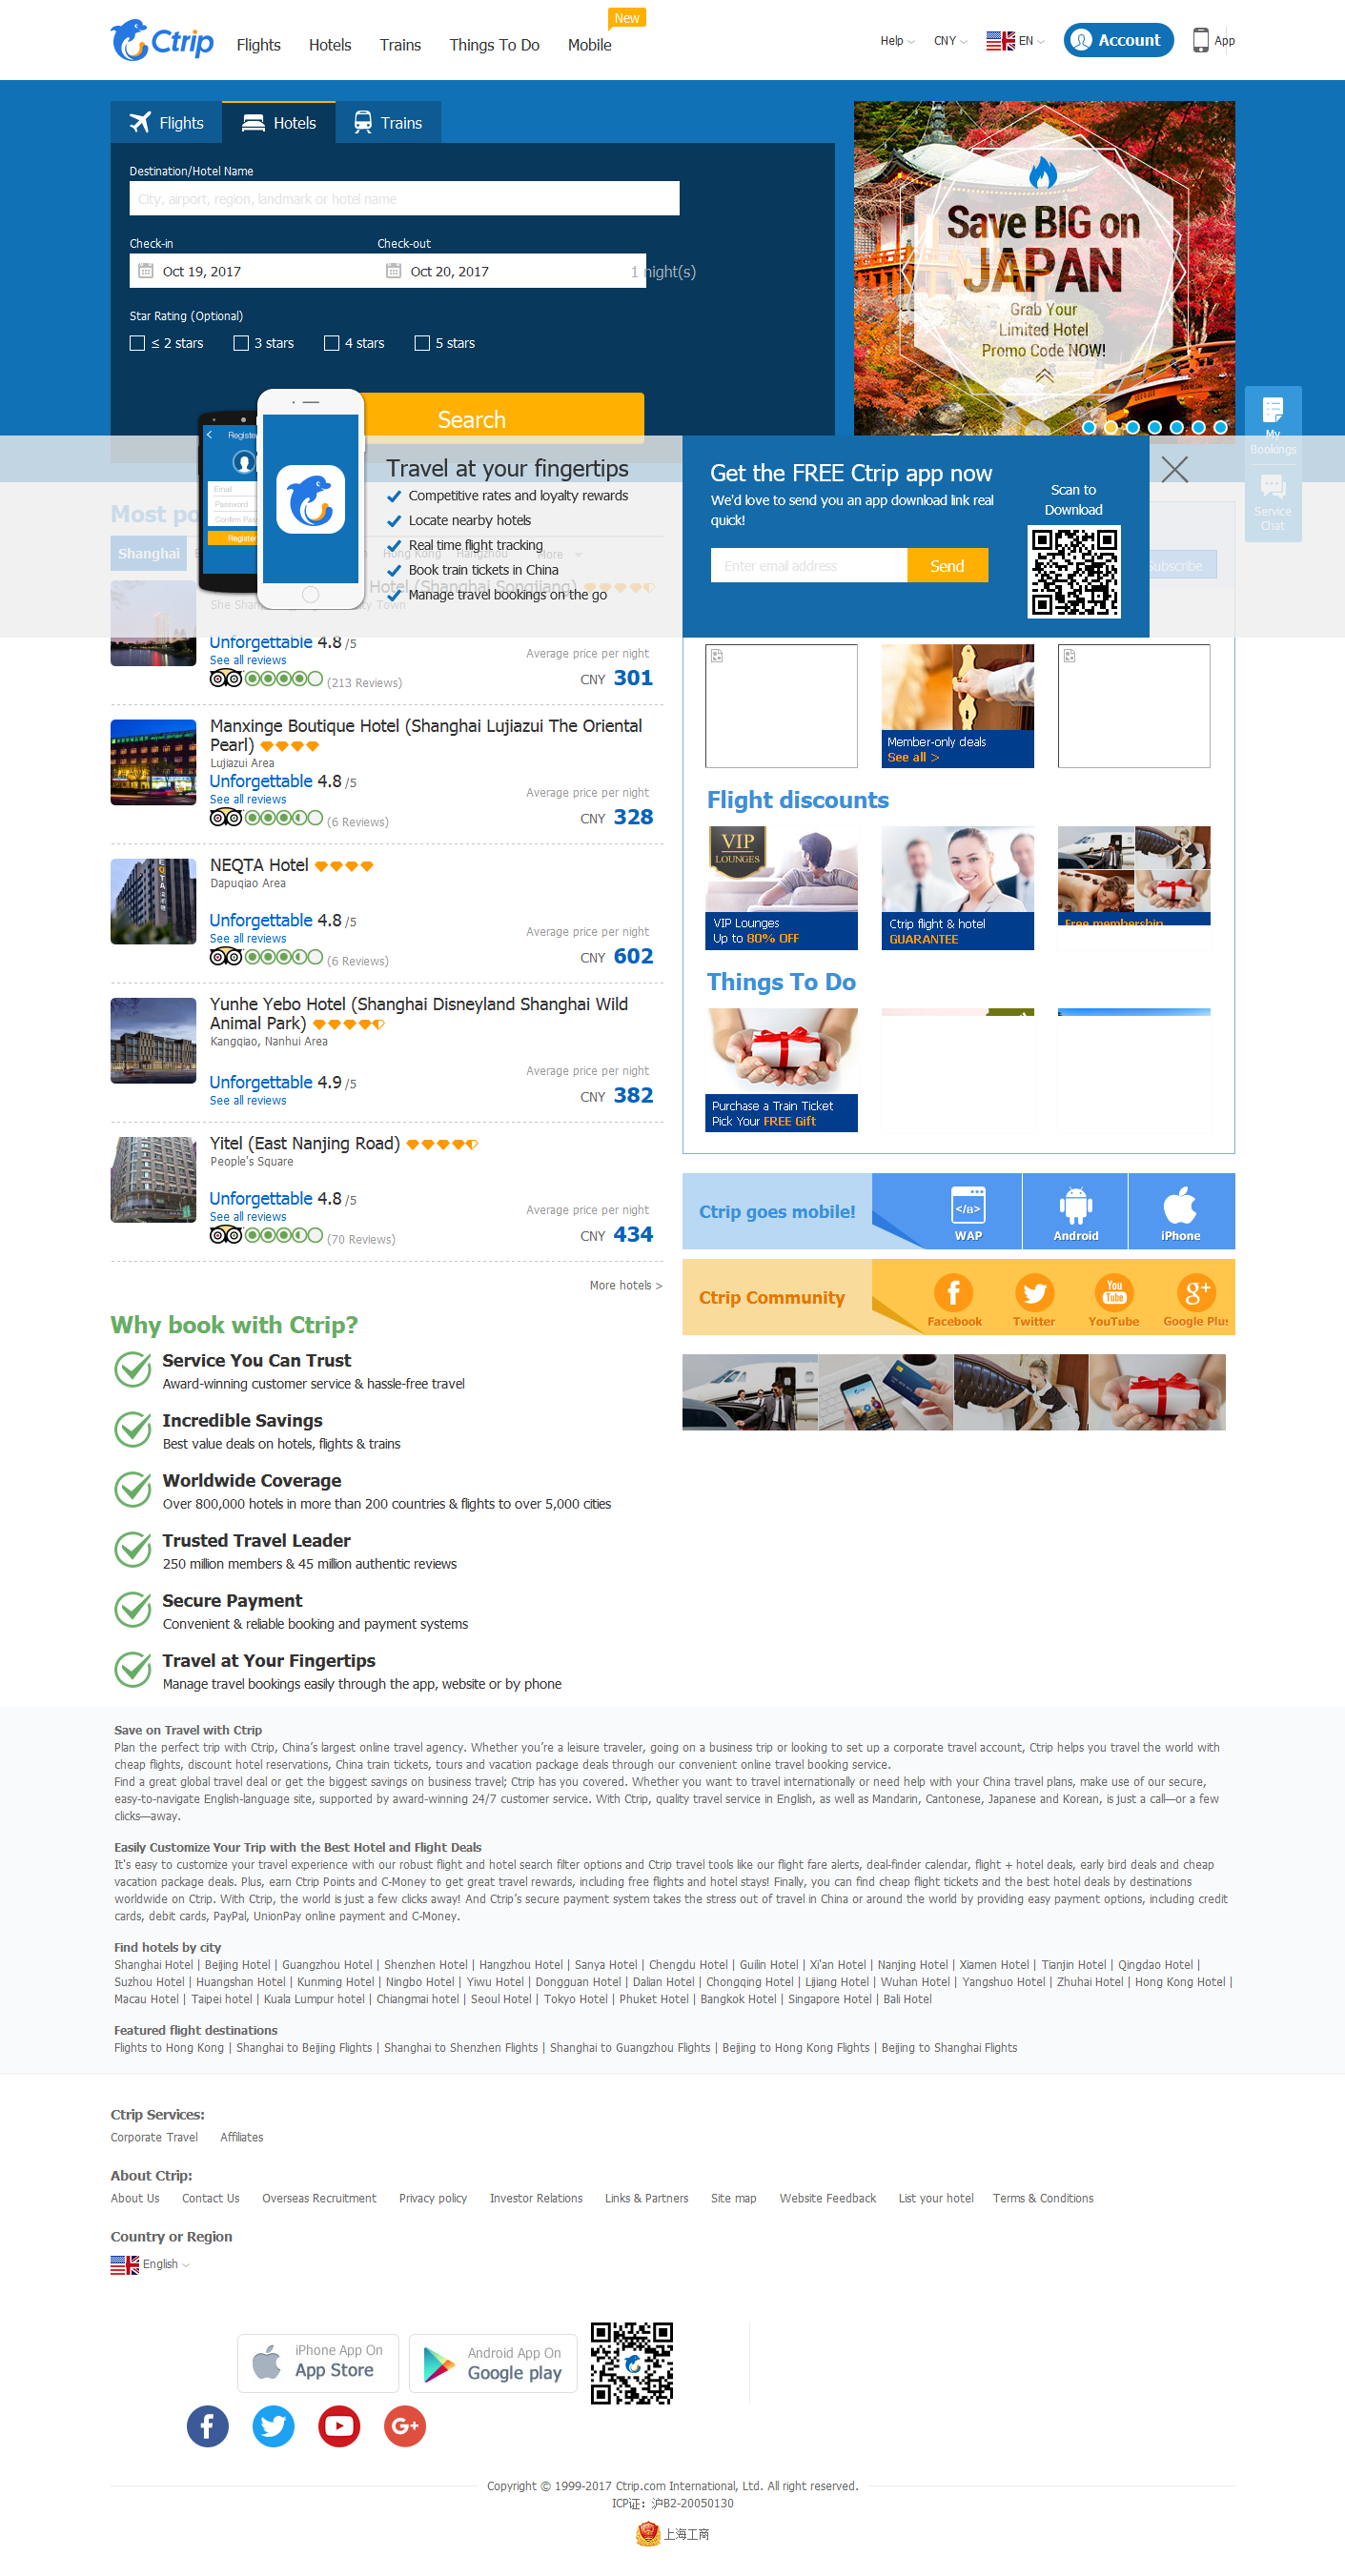 New
Ctrip
Flights
Hotels
Trains
Things To Do
Mobile
Help
CNY
EN
Account
App
Flights
Hotels
Trains
Destination/Hotel Name
City, airport, region, landmark or hotel name
Check-in
Check-out
Oct 19, 2017
Oct 20, 2017
1 night(s)
Star Rating (Optional)
≤ 2 stars
3 stars
4 stars
5 stars
Search
Save BIG on
JAPAN
Grab Your
Limited Hotel
Promo Code NOW!
My
Bookings
Service
Chat
Register
Email
Password
Register
Travel at your fingertips
Competitive rates and loyalty rewards
Locate nearby hotels
Real time flight tracking
Book train tickets in China
Manage travel bookings on the go
Get the FREE Ctrip app now
We'd love to send you an app download link real
quick!
Enter email address
Send
Scan to
Download
Most
Shanghai
Hong Kong
Hangzhou
More
Hotel (Shanghai Songjiang)
She
Town
Subscribe
Unforgettable 4.8 /5
See all reviews
(213 Reviews)
Average price per night
CNY 301
Manxinge Boutique Hotel (Shanghai Lujiazui The Oriental
Pearl)
Lujiazui Area
Unforgettable 4.8 /5
See all reviews
(6 Reviews)
Average price per night
CNY 328
NEQTA Hotel
Dapuqiao Area
Unforgettable 4.8 /5
See all reviews
(6 Reviews)
Average price per night
CNY 602
Yunhe Yebo Hotel (Shanghai Disneyland Shanghai Wild
Animal Park)
Kangqiao, Nanhui Area
Unforgettable 4.9 /5
See all reviews
Average price per night
CNY 382
Yitel (East Nanjing Road)
People's Square
Unforgettable 4.8 /5
See all reviews
(70 Reviews)
Average price per night
CNY 434
More hotels >
Member-only deals
See all >
Flight discounts
VIP
LOUNGES
VIP Lounges
Up to 80% OFF
Ctrip flight & hotel
GUARANTEE
Free membership
Things To Do
Purchase a Train Ticket
Pick Your FREE Gift
Ctrip goes mobile!
</a>
WAP
Android
iPhone
Ctrip Community
You
Tube
g+
Facebook
Twitter
YouTube
Google Plus
Why book with Ctrip?
Service You Can Trust
Award-winning customer service & hassle-free travel
Incredible Savings
Best value deals on hotels, flights & trains
Worldwide Coverage
Over 800,000 hotels in more than 200 countries & flights to over 5,000 cities
Trusted Travel Leader
250 million members & 45 million authentic reviews
Secure Payment
Convenient & reliable booking and payment systems
Travel at Your Fingertips
Manage travel bookings easily through the app, website or by phone
Save on Travel with Ctrip
Plan the perfect trip with Ctrip, China’s largest online travel agency. Whether you’re a leisure traveler, going on a business trip or looking to set up a corporate travel account, Ctrip helps you travel the world with
cheap flights, discount hotel reservations, China train tickets, tours and vacation package deals through our convenient online travel booking service.
Find a great global travel deal or get the biggest savings on business travel; Ctrip has you covered. Whether you want to travel internationally or need help with your China travel plans, make use of our secure,
easy-to-navigate English-language site, supported by award-winning 24/7 customer service. With Ctrip, quality travel service in English, as well as Mandarin, Cantonese, Japanese and Korean, is just a call—or a few
clicks—away.
Easily Customize Your Trip with the Best Hotel and Flight Deals
It's easy to customize your travel experience with our robust flight and hotel search filter options and Ctrip travel tools like our flight fare alerts, deal-finder calendar, flight + hotel deals, early bird deals and cheap
vacation package deals. Plus, earn Ctrip Points and C-Money to get great travel rewards, including free flights and hotel stays! Finally, you can find cheap flight tickets and the best hotel deals by destinations
worldwide on Ctrip. With Ctrip, the world is just a few clicks away! And Ctrip’s secure payment system takes the stress out of travel in China or around the world by providing easy payment options, including credit
cards, debit cards, PayPal, UnionPay online payment and C-Money.
Find hotels by city
Shanghai Hotel | Beijing Hotel | Guangzhou Hotel | Shenzhen Hotel | Hangzhou Hotel | Sanya Hotel | Chengdu Hotel | Guilin Hotel | Xi'an Hotel | Nanjing Hotel | Xiamen Hotel | Tianjin Hotel | Qingdao Hotel |
Suzhou Hotel | Huangshan Hotel | Kunming Hotel | Ningbo Hotel | Yiwu Hotel | Dongguan Hotel | Dalian Hotel | Chongqing Hotel | Lijiang Hotel | Wuhan Hotel | Yangshuo Hotel | Zhuhai Hotel | Hong Kong Hotel |
Macau Hotel | Taipei hotel | Kuala Lumpur hotel | Chiangmai hotel | Seoul Hotel | Tokyo Hotel | Phuket Hotel | Bangkok Hotel | Singapore Hotel | Bali Hotel
Featured flight destinations
Flights to Hong Kong | Shanghai to Beijing Flights | Shanghai to Shenzhen Flights | Shanghai to Guangzhou Flights | Beijing to Hong Kong Flights | Beijing to Shanghai Flights
Ctrip Services:
Corporate Travel
Affiliates
About Ctrip:
About Us
Contact Us
Overseas Recruitment
Privacy policy
Investor Relations
Links & Partners
Site map
Website Feedback
List your hotel
Terms & Conditions
Country or Region
English
iPhone App On
App Store
Android App On
Google play
G+
Copyright © 1999-2017 Ctrip.com International, Ltd. All right reserved.
ICP证：沪B2-20050130
上海工商